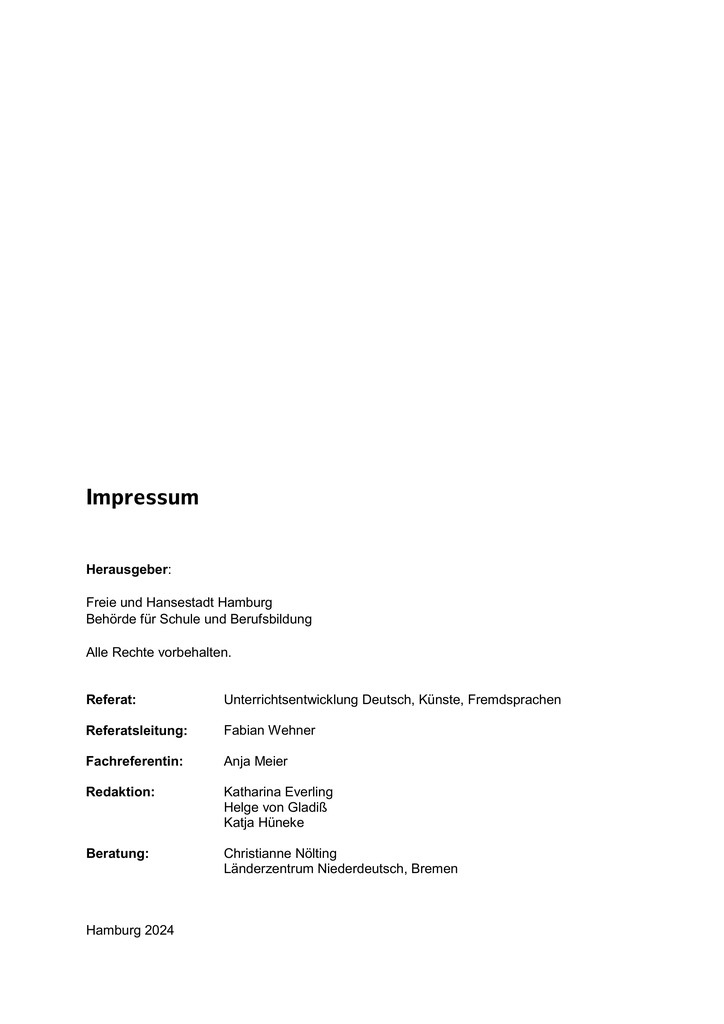 Impressum
Herausgeber:
Freie und Hansestadt Hamburg
Behörde für Schule und Berufsbildung
Alle Rechte vorbehalten.
Referat: Unterrichtsentwicklung Deutsch, Künste, Fremdsprachen
Referatsleitung: Fabian Wehner
Fachreferentin: Anja Meier
Redaktion: Katharina Everling
Helge von Gladiß
Katja Hüneke
Beratung: Christianne Nölting
Länderzentrum Niederdeutsch, Bremen
Hamburg 2024